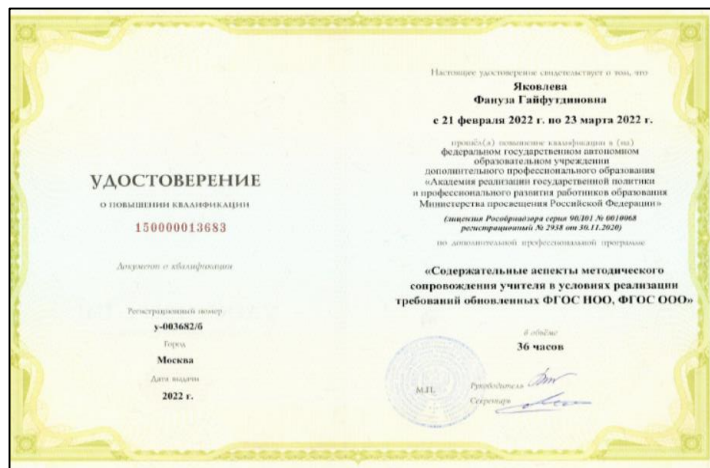 УДОСТОВЕРЕНИЕ
О ПОВЫШЕНИИ КВАЛИФИКАЦИИ
150000013683
Документ о квалификации
Регистрационный номер
у-003682/б
Город
Москва
Дата выдачи
2022 г.
Настоящее удостоверение свидетельствует о том, что
Яковлева
Фануза Гайфутдиновна
с 21 февраля 2022 г. по 23 марта 2022 г.
прошёл(а) повышение квалификации в (на)
федеральном государственном автономном
образовательном учреждении
дополнительного профессионального образования
«Академия реализации государственной политики
и профессионального развития работников образования
Министерства просвещения Российской Федерации»
(лицензия Рособрнадзора серия 90Л01 № 0010068
регистрационный № 2938 от 30.11.2020)
по дополнительной профессиональной программе
«Содержательные аспекты методического
сопровождения учителя в условиях реализации
требований обновленных ФГОС НОО, ФГОС ООО»
в объёме
36 часов
М.П.
Руководитель
Секретарь